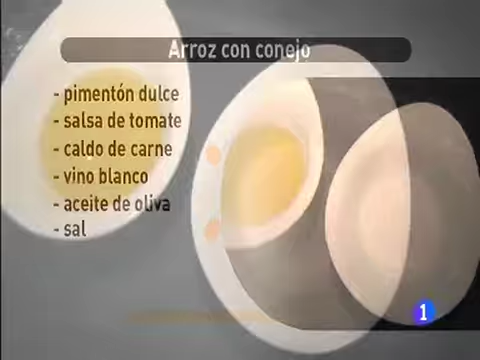 Arroz con conejo
- pimentón dulce
- salsa de tomate
- caldo de carne
- vino blanco
- aceite de oliva
- sal
1